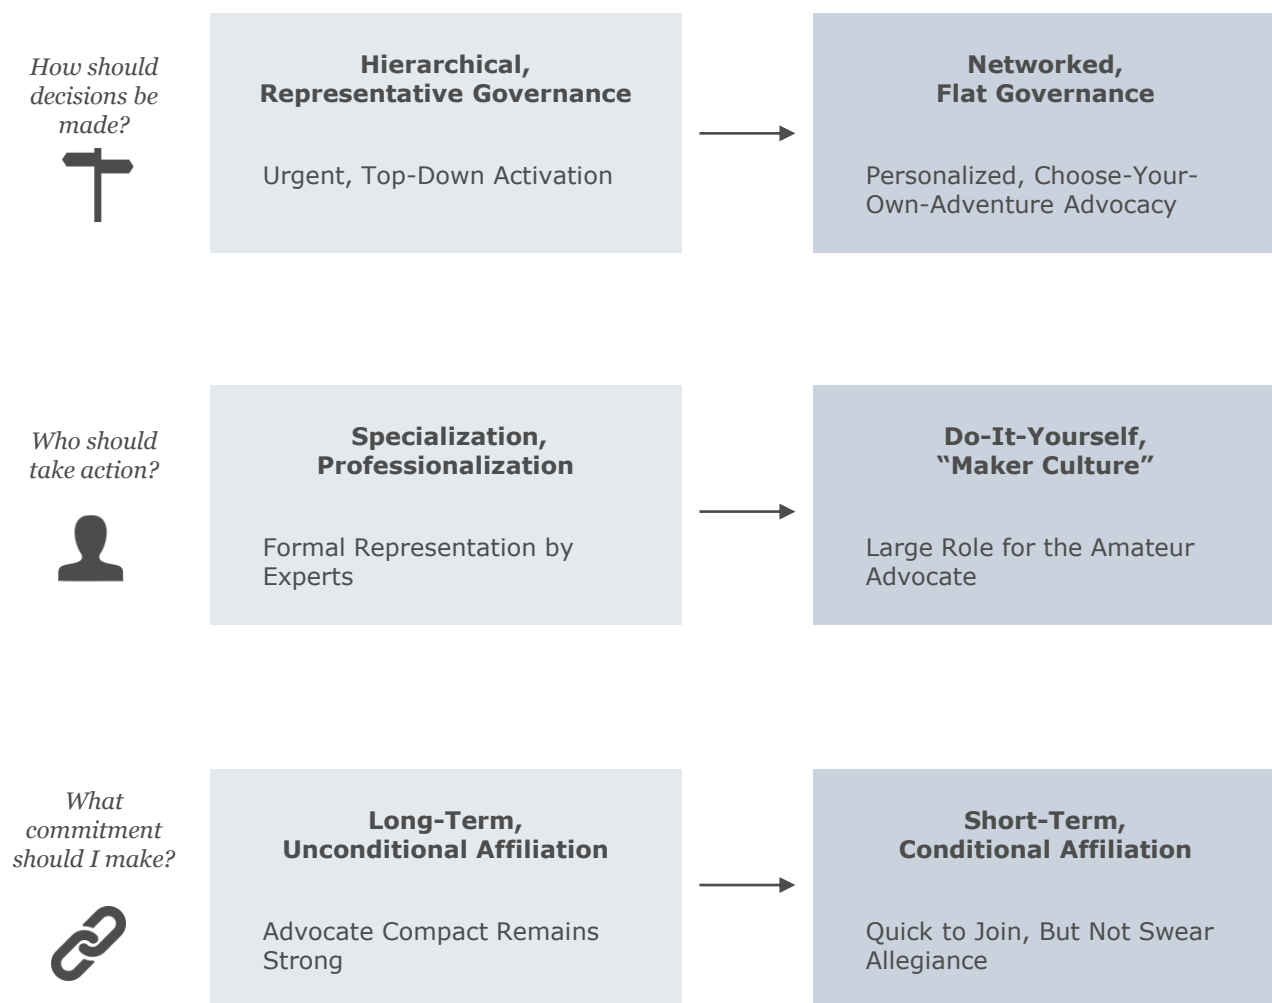 How should
decisions be
made?
Hierarchical,
Representative Governance
Urgent, Top-Down Activation
Networked,
Flat Governance
Personalized, Choose-Your-
Own-Adventure Advocacy
Who should
take action?
Specialization,
Professionalization
Formal Representation by
Experts
Do-It-Yourself,
“Maker Culture”
Large Role for the Amateur
Advocate
What
commitment
should I make?
Long-Term,
Unconditional Affiliation
Advocate Compact Remains
Strong
Short-Term,
Conditional Affiliation
Quick to Join, But Not Swear
Allegiance